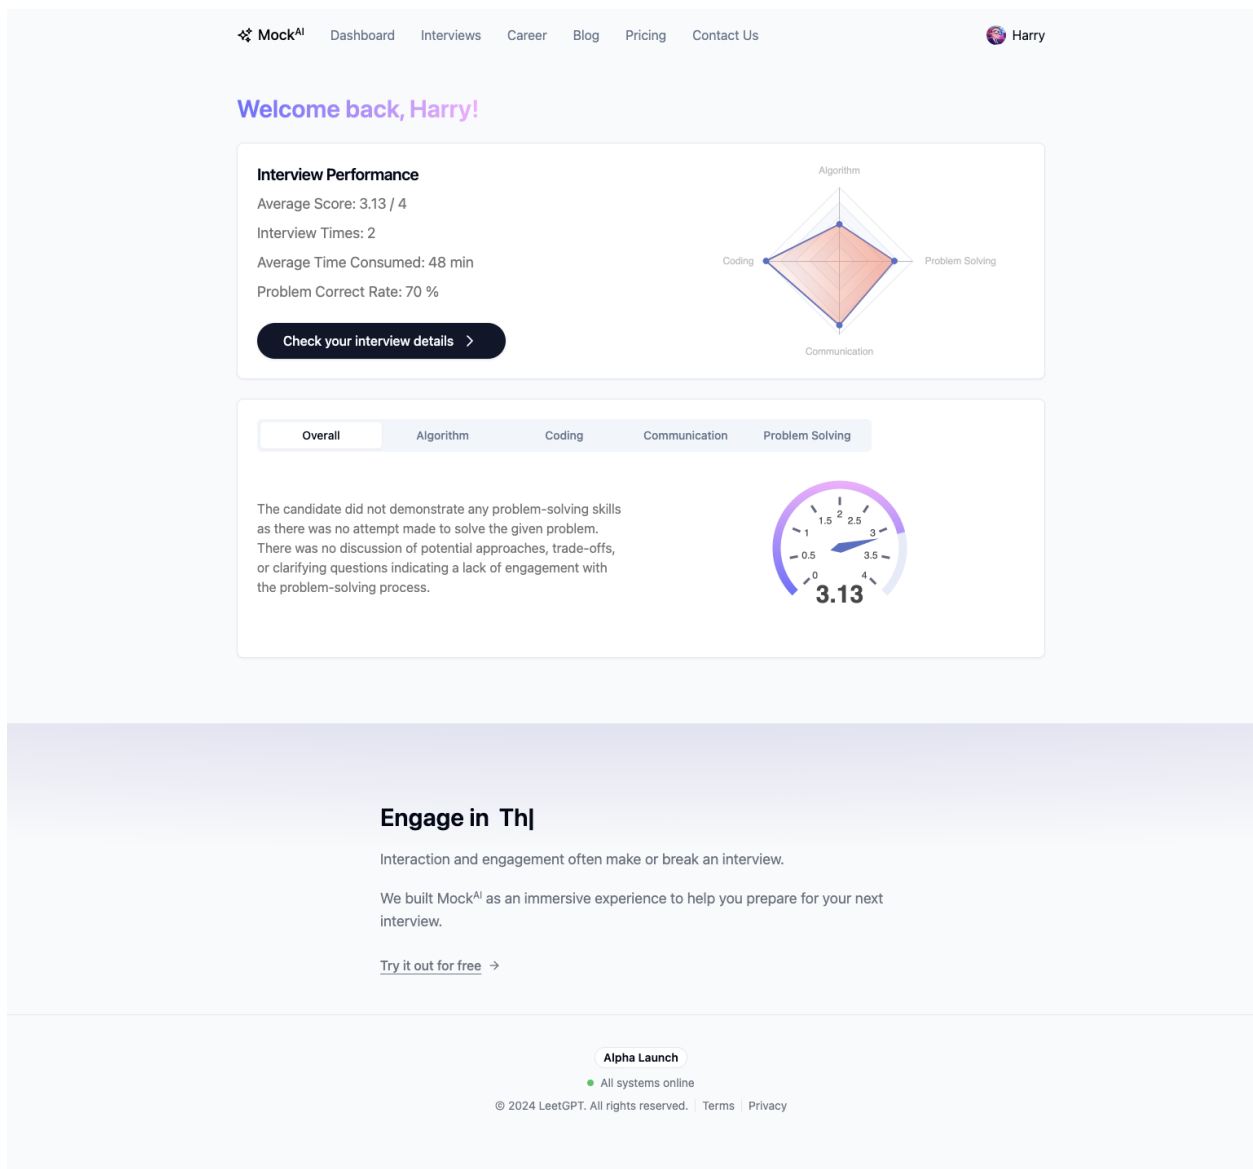 MockAI Dashboard Interviews Career Blog Pricing Contact Us Harry
Welcome back, Harry!
Interview Performance
Average Score: 3.13 / 4
Interview Times: 2
Average Time Consumed: 48 min
Problem Correct Rate: 70 %
Check your interview details
Algorithm
Coding
Problem Solving
Communication
Overall Algorithm Coding Communication Problem Solving
The candidate did not demonstrate any problem-solving skills
as there was no attempt made to solve the given problem.
There was no discussion of potential approaches, trade-offs,
or clarifying questions indicating a lack of engagement with
the problem-solving process.
0
0.5
1
1.5
2
2.5
3
3.5
4
3.13
Engage in Th|
Interaction and engagement often make or break an interview.
We built MockAI as an immersive experience to help you prepare for your next
interview.
Try it out for free →
Alpha Launch
All systems online
© 2024 LeetGPT. All rights reserved. Terms Privacy